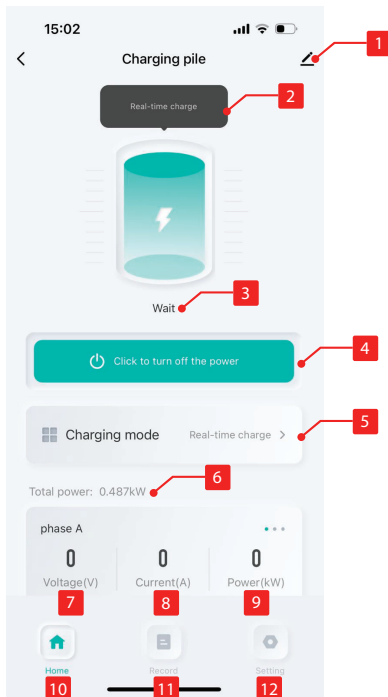 15:02
Charging pile
1
Real-time charge
2
Wait
3
Click to turn off the power
4
Charging mode
Real-time charge
5
Total power: 0.487kW
6
phase A
0 0 0
Voltage(V) Current(A) Power(kW)
7 8 9
Home Record Setting
10 11 12